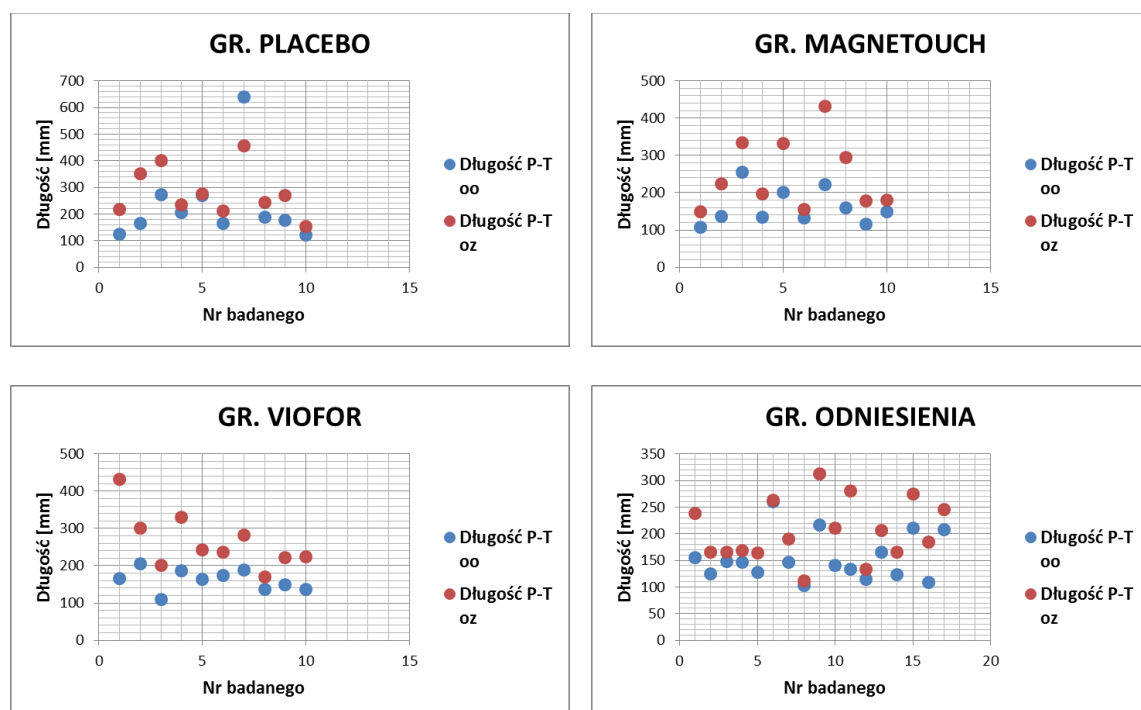 GR. PLACEBO
Długość [mm]
700
600
500
400
300
200
100
0
0
5
10
15
Nr badanego
Długość P-T
oo
Długość P-T
oz
GR. MAGNETOUCH
Długość [mm]
500
400
300
200
100
0
0
5
10
15
Nr badanego
Długość P-T
oo
Długość P-T
oz
GR. VIOFOR
Długość [mm]
500
400
300
200
100
0
0
5
10
15
Nr badanego
Długość P-T
oo
Długość P-T
oz
GR. ODNIESIENIA
Długość [mm]
350
300
250
200
150
100
50
0
0
5
10
15
20
Nr badanego
Długość P-T
oo
Długość P-T
oz